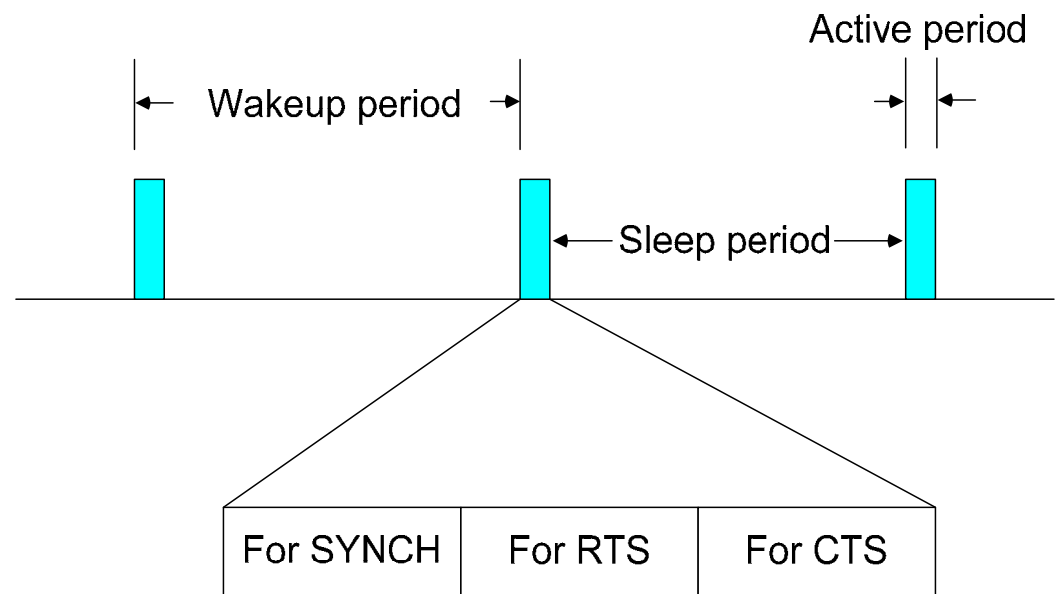 Active period
Wakeup period
Sleep period
For SYNCH
For RTS
For CTS